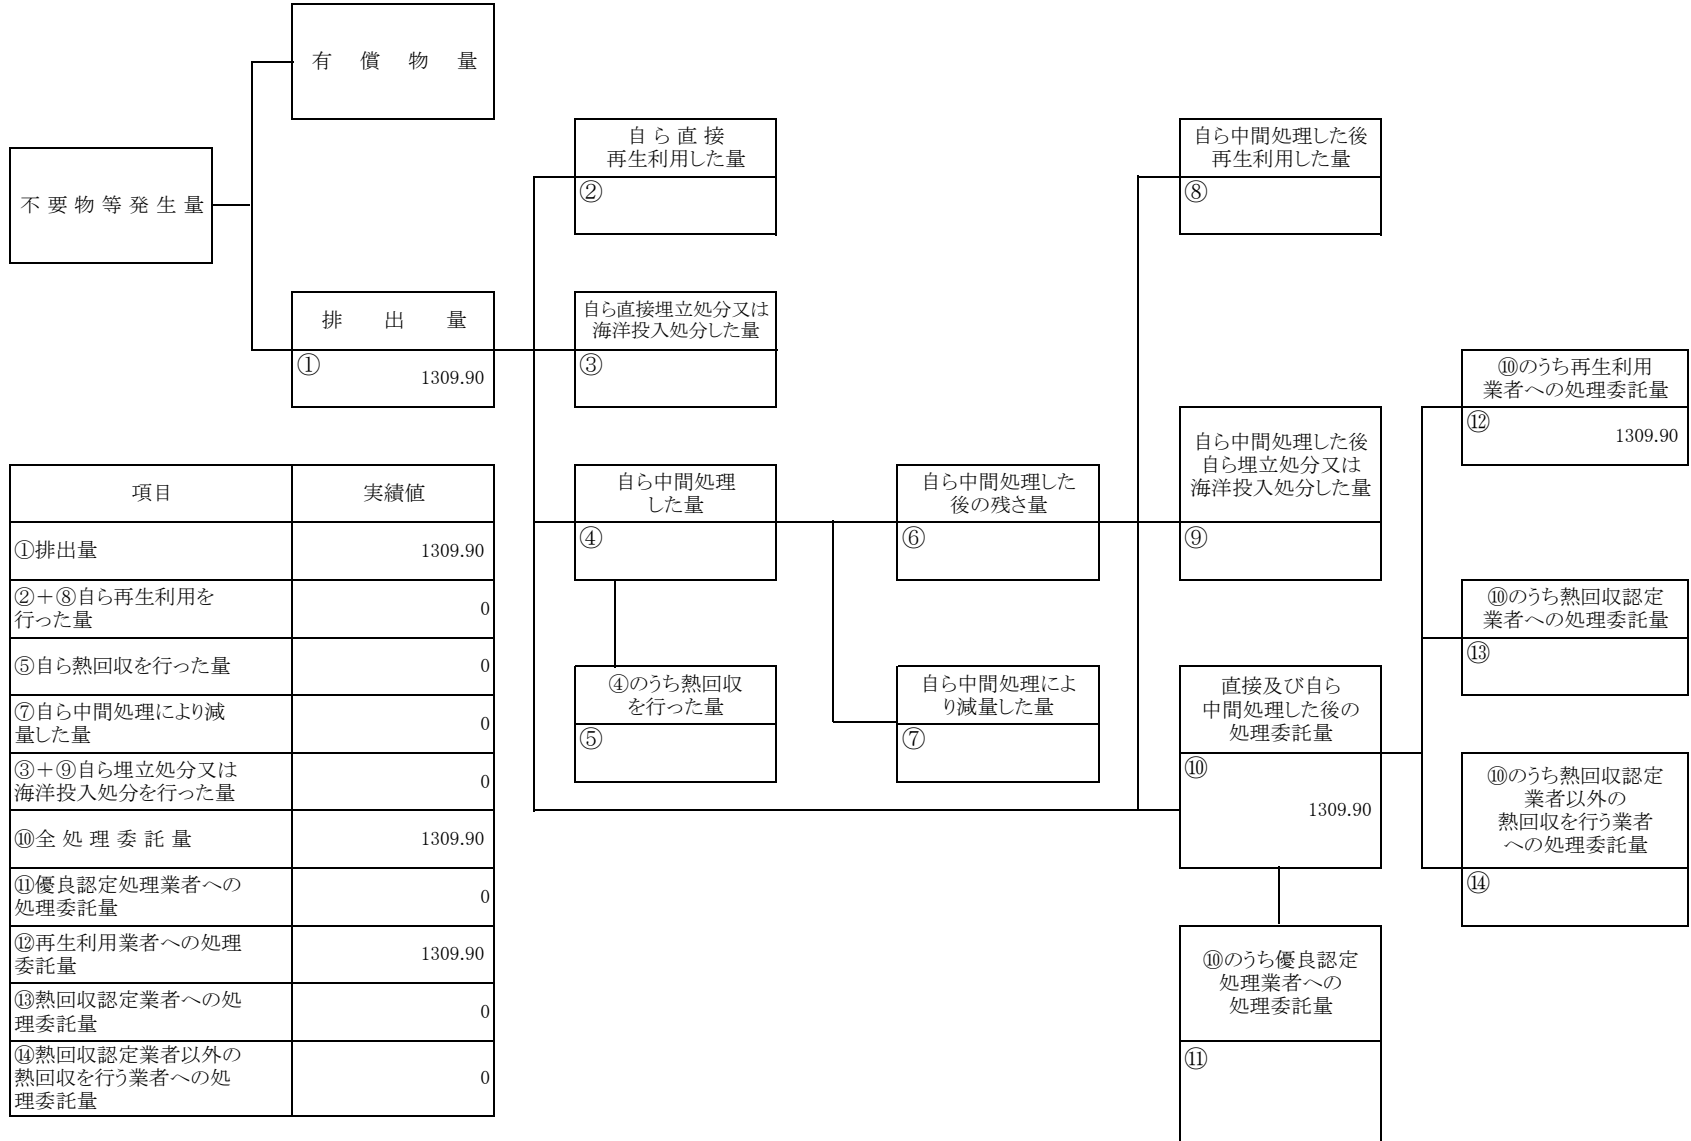 有　償　物　量
不 要 物 等 発 生 量
排　出　量
①
1309.90
自 ら 直 接
再生利用した量
②
自ら直接埋立処分又は
海洋投入処分した量
③
自ら中間処理
した量
④
④のうち熱回収
を行った量
⑤
自ら中間処理した
後の残さ量
⑥
自ら中間処理によ
り減量した量
⑦
自ら中間処理した後
再生利用した量
⑧
自ら中間処理した後
自ら埋立処分又は
海洋投入処分した量
⑨
直接及び自ら
中間処理した後の
処理委託量
⑩
1309.90
⑩のうち優良認定
処理業者への
処理委託量
⑪
⑩のうち再生利用
業者への処理委託量
⑫
1309.90
⑩のうち熱回収認定
業者への処理委託量
⑬
⑩のうち熱回収認定
業者以外の
熱回収を行う業者
への処理委託量
⑭
項目 実績値
①排出量 1309.90
②＋⑧自ら再生利用を
行った量 0
⑤自ら熱回収を行った量 0
⑦自ら中間処理により減
量した量 0
③＋⑨自ら埋立処分又は
海洋投入処分を行った量 0
⑩全 処 理 委 託 量 1309.90
⑪優良認定処理業者への
処理委託量 0
⑫再生利用業者への処理
委託量 1309.90
⑬熱回収認定業者への処
理委託量 0
⑭熱回収認定業者以外の
熱回収を行う業者への処
理委託量 0